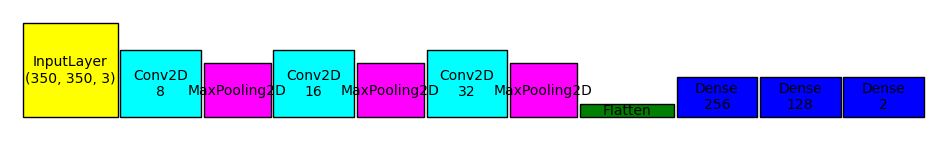 InputLayer
(350, 350, 3)
Conv2D
8
MaxPooling2D
Conv2D
16
MaxPooling2D
Conv2D
32
MaxPooling2D
Flatten
Dense
256
Dense
128
Dense
2